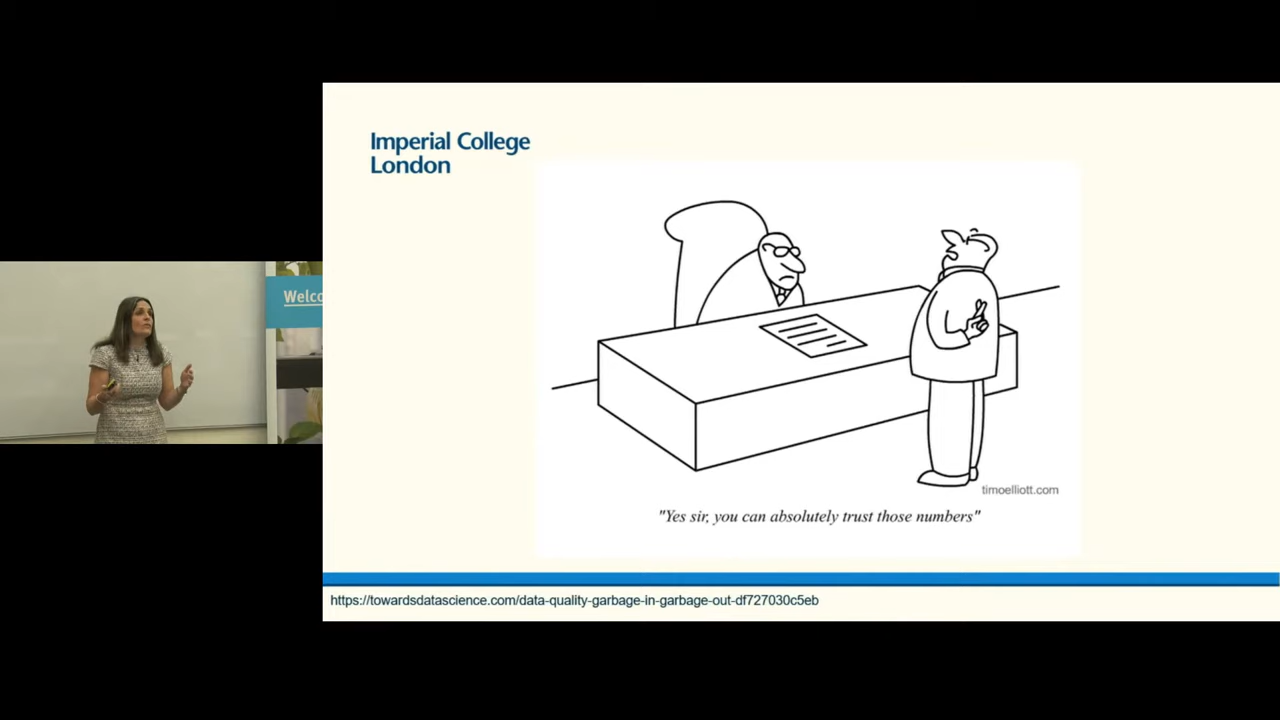 Imperial College
London
Welco
timoelliott.com
"Yes sir, you can absolutely trust those numbers"
https://towardsdatascience.com/data-quality-garbage-in-garbage-out-df727030c5eb